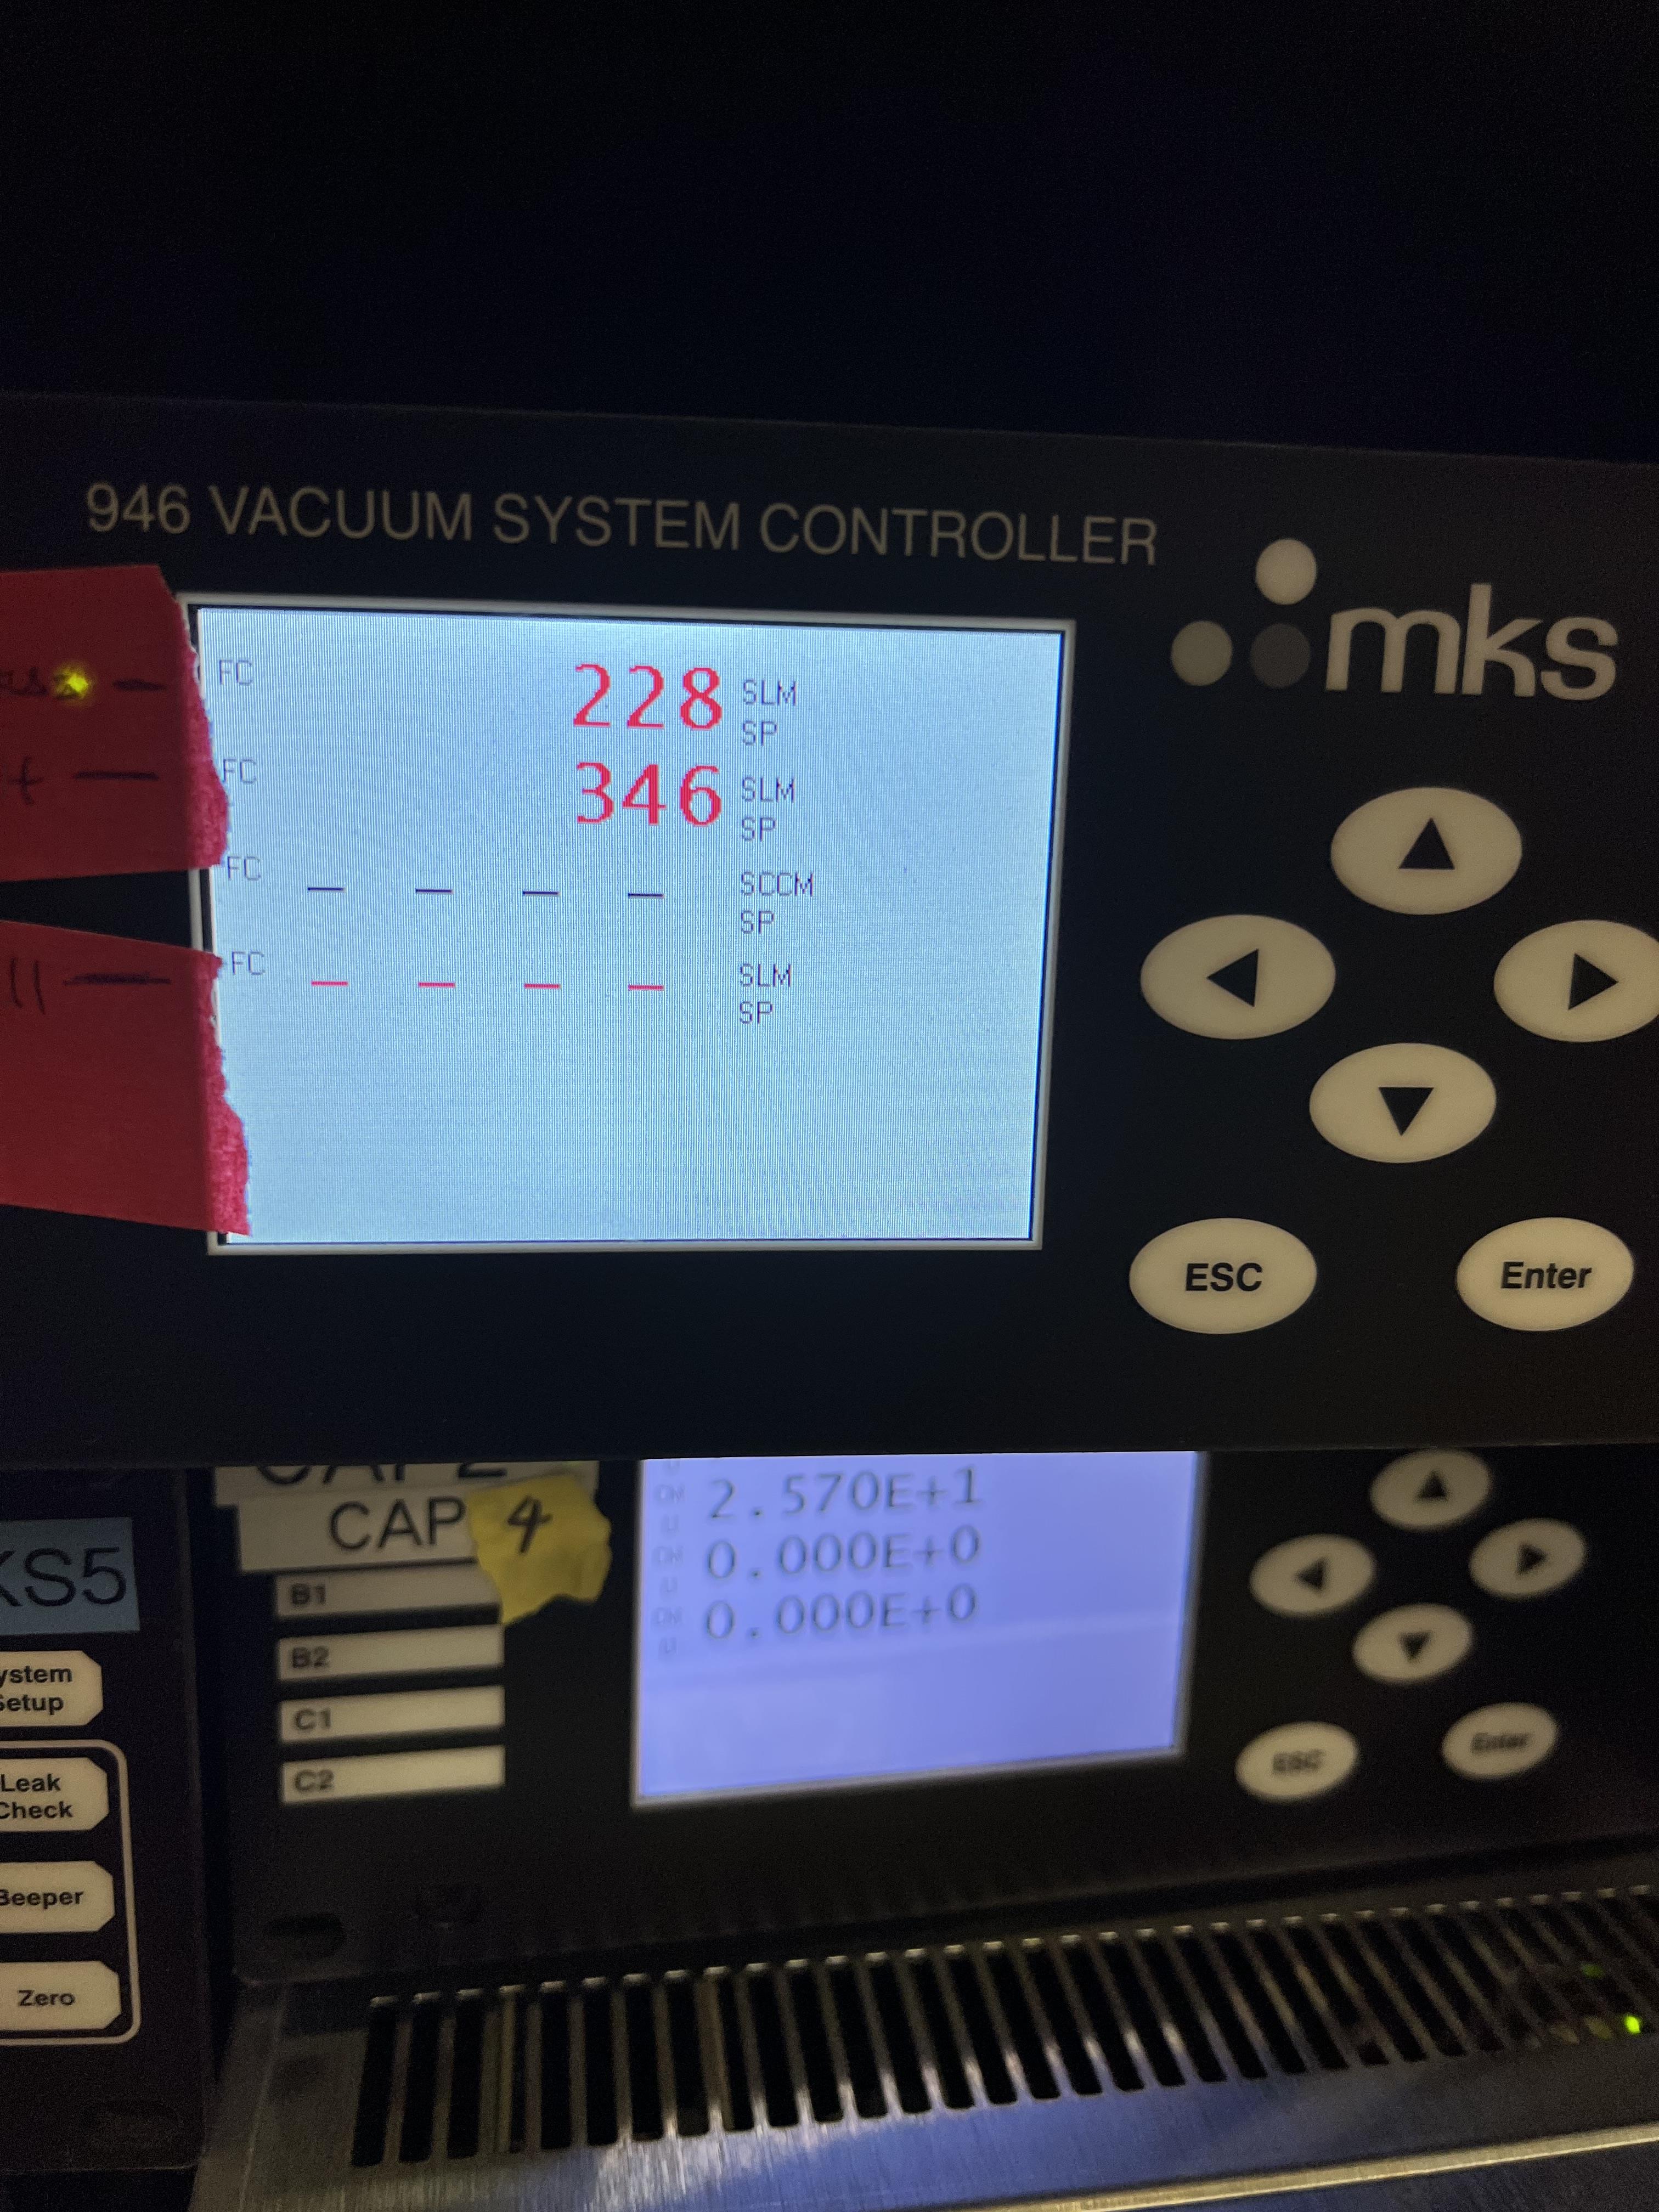 946 VACUUM SYSTEM CONTROLLER
mks
FC 228 SLM
SP
FC 346 SLM
SP
FC _ _ _ _ SCCM
SP
11 — FC _ _ _ _ SLM
SP
ESC Enter
2.570E+1
CAP 4 0.000E+0
B1 0.000E+0
B2
C1
C2
ESC Enter
KS5
ystem
Setup
Leak
Check
Beeper
Zero